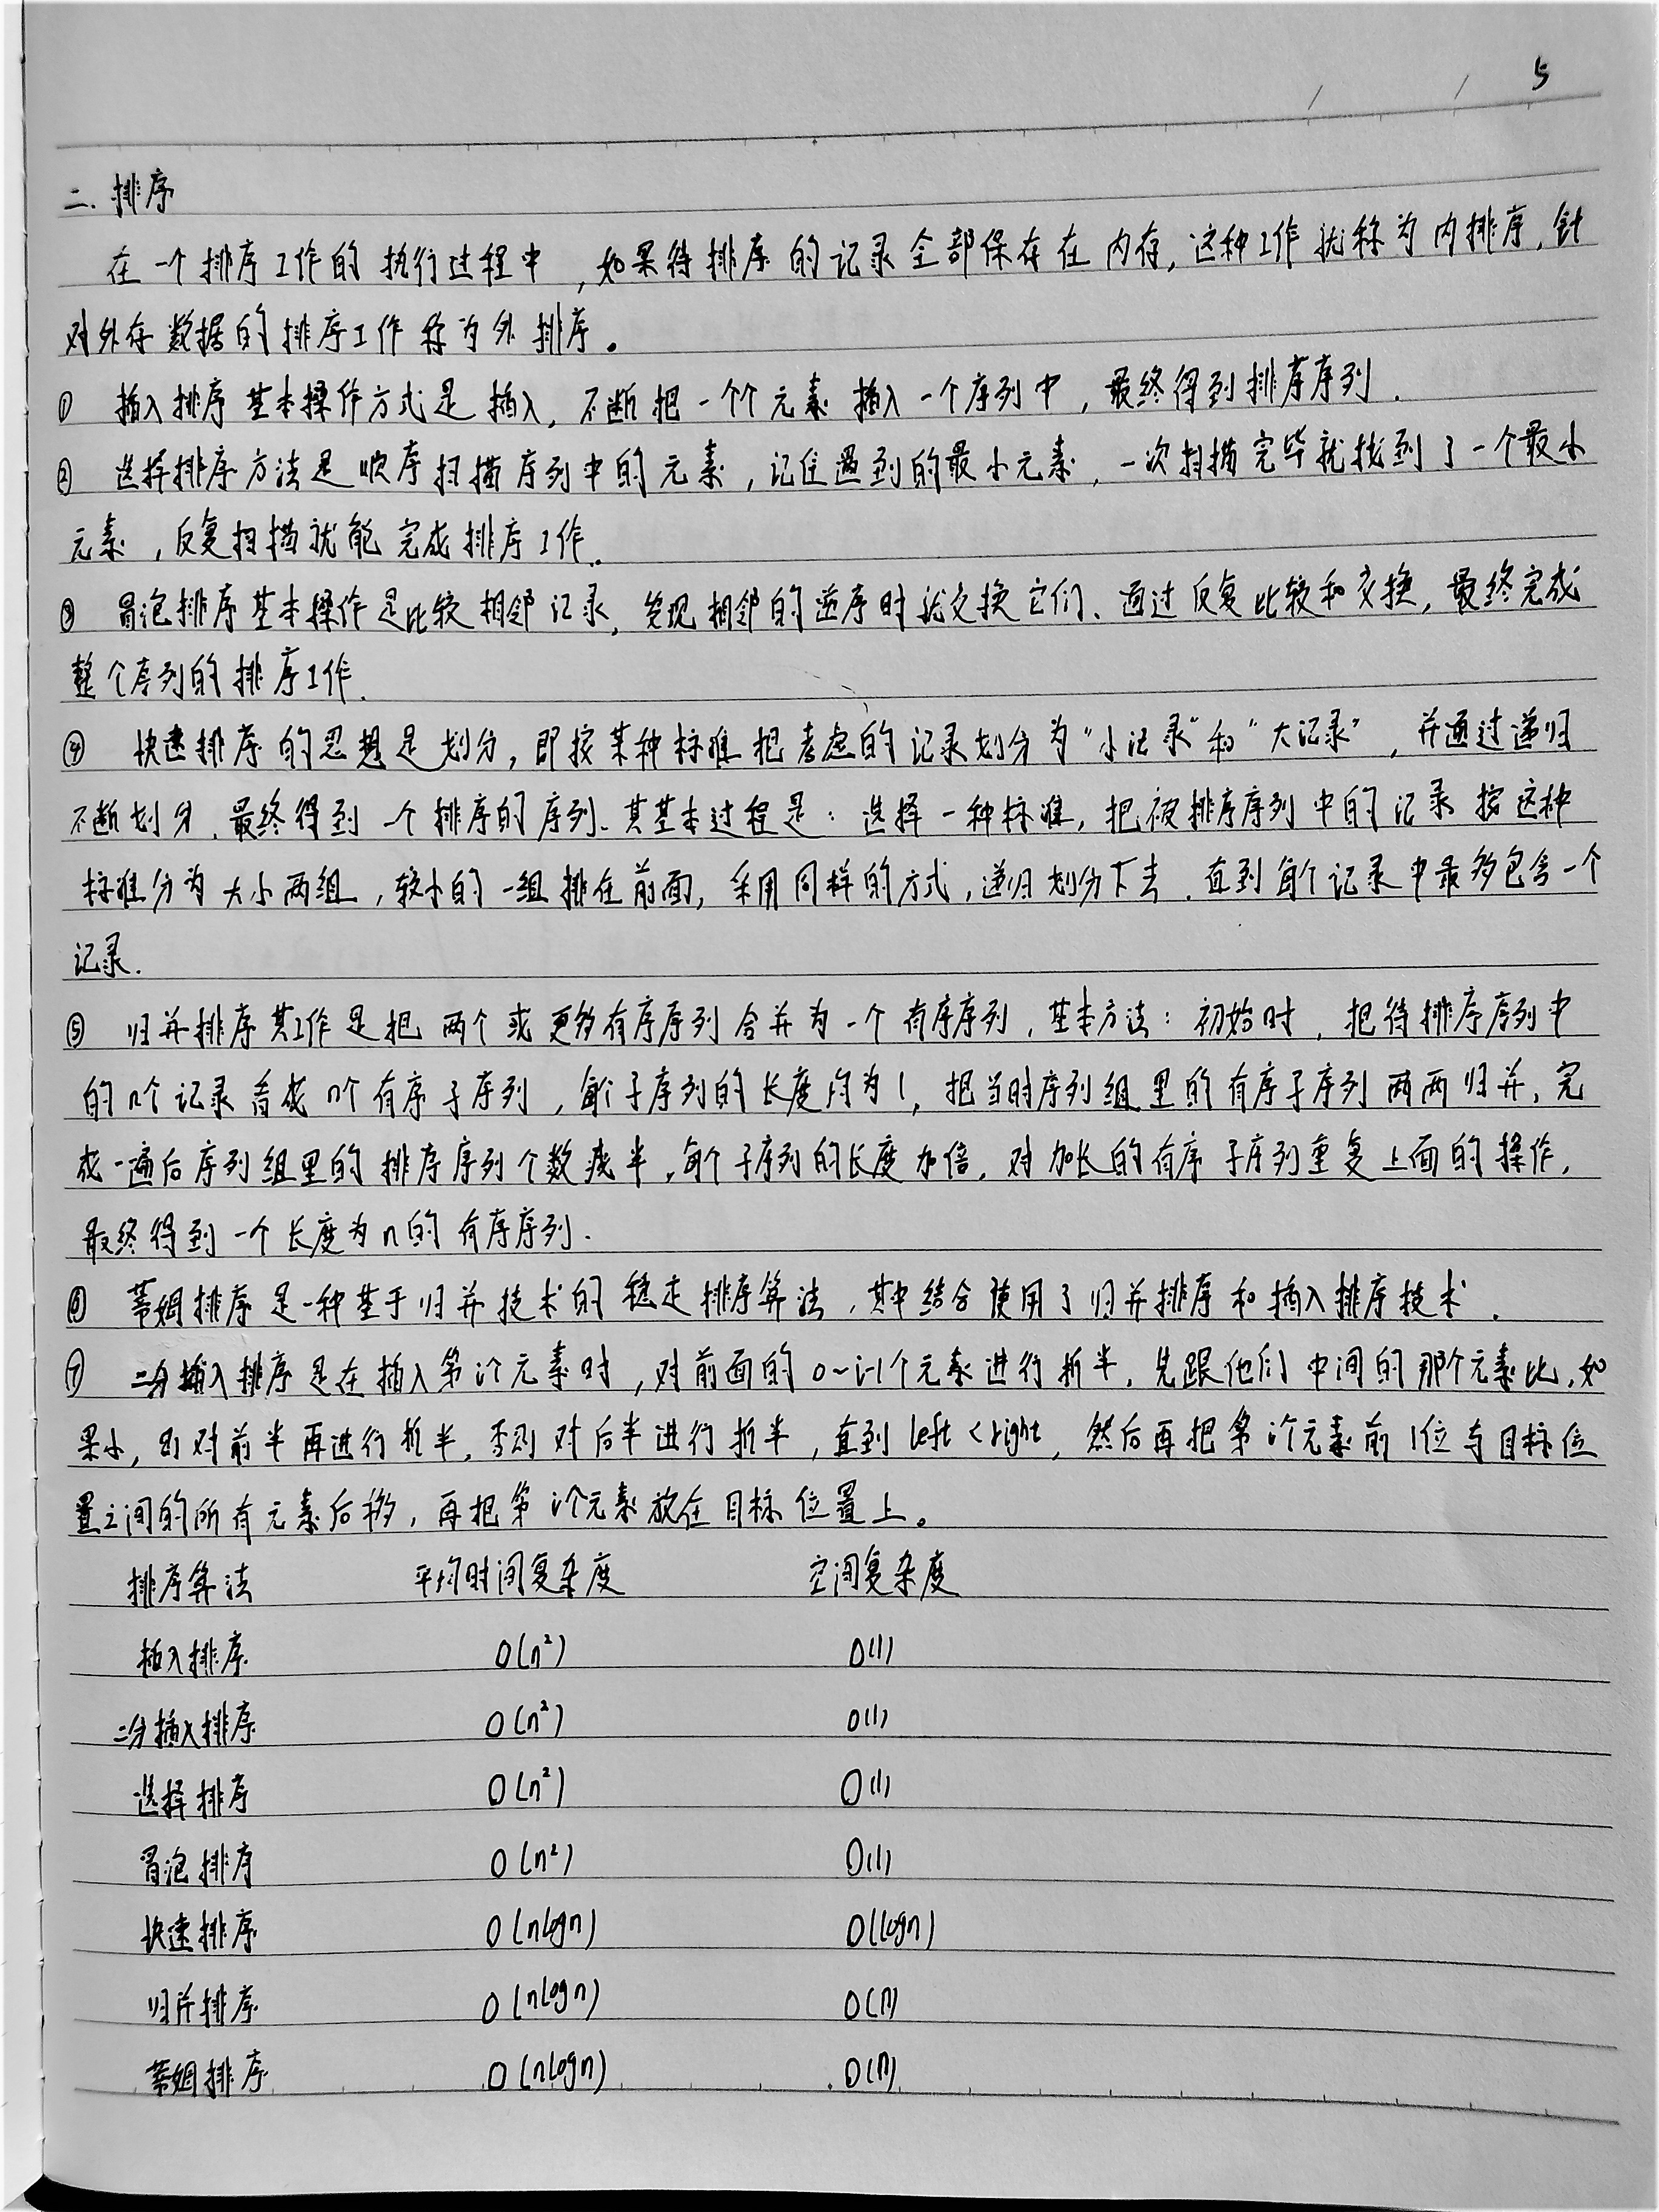 5
二. 排序
在一个排序工作的执行过程中,如果待排序的记录全部保存在内存,这种工作就称为内排序,针
对外存数据的排序工作称为外排序。
① 插入排序基本操作方式是插入,不断把一个个元素插入一个序列中,最终得到排序序列.
② 选择排序方法是顺序扫描序列中的元素,记住遇到的最小元素,一次扫描完毕就找到了一个最小
元素,反复扫描就能完成排序工作.
③ 冒泡排序基本操作是比较相邻记录,发现相邻的逆序时就交换它们、通过反复比较和交换,最终完成
整个序列的排序工作.
④ 快速排序的思想是划分,即按某种标准把考虑的记录划分为“小记录”和“大记录”,并通过递归
不断划分,最终得到一个排序的序列.其基本过程是:选择一种标准,把被排序序列中的记录按这种
标准分为大小两组,较小的一组排在前面,采用同样的方式,递归划分下去.直到每个记录中最多包含一个
记录.
⑤ 归并排序其工作是把两个或更多有序序列合并为一个有序序列,基本方法:初始时,把待排序序列中
的n个记录看成n个有序子序列,每个子序列的长度均为1,把当时序列组里的有序子序列两两归并,完
成一遍后序列组里的排序序列个数减半,每个子序列的长度加倍,对加长的有序子序列重复上面的操作,
最终得到一个长度为n的有序序列.
⑥ 蒂姆排序是一种基于归并技术的稳定排序算法,其中结合使用了归并排序和插入排序技术.
⑦ 二分插入排序是在插入第i个元素时,对前面的0~i-1个元素进行折半,先跟他们中间的那个元素比,如
果小,则对前半再进行折半,否则对后半进行折半,直到left<right,然后再把第i个元素前1位与目标位
置之间的所有元素后移,再把第i个元素放在目标位置上。
排序算法 平均时间复杂度 空间复杂度
插入排序 O(n²) O(1)
二分插入排序 O(n²) O(1)
选择排序 O(n²) O(1)
冒泡排序 O(n²) O(1)
快速排序 O(nlogn) O(logn)
归并排序 O(nlogn) O(n)
蒂姆排序 O(nlogn) O(n)